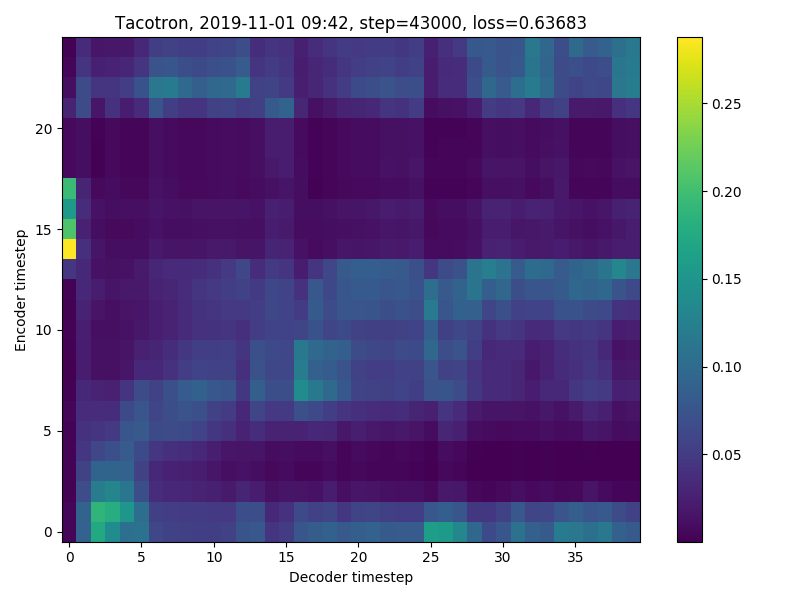 Tacotron, 2019-11-01 09:42, step=43000, loss=0.63683
Encoder timestep
20
15
10
5
0
0 5 10 15 20 25 30 35
Decoder timestep
0.25
0.20
0.15
0.10
0.05